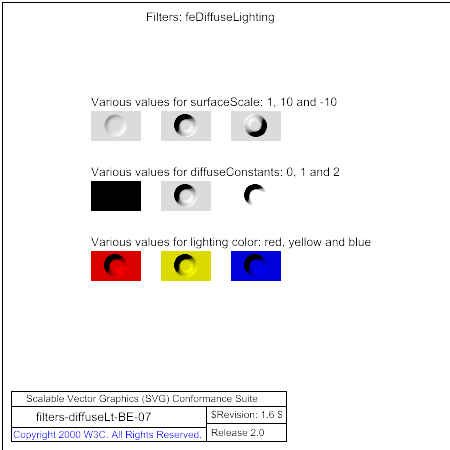 Filters: feDiffuseLighting
Various values for surfaceScale: 1, 10 and -10
Various values for diffuseConstants: 0, 1 and 2
Various values for lighting color: red, yellow and blue
Scalable Vector Graphics (SVG) Conformance Suite
filters-diffuseLt-BE-07
$Revision: 1.6 $
Copyright 2000 W3C. All Rights Reserved.
Release 2.0